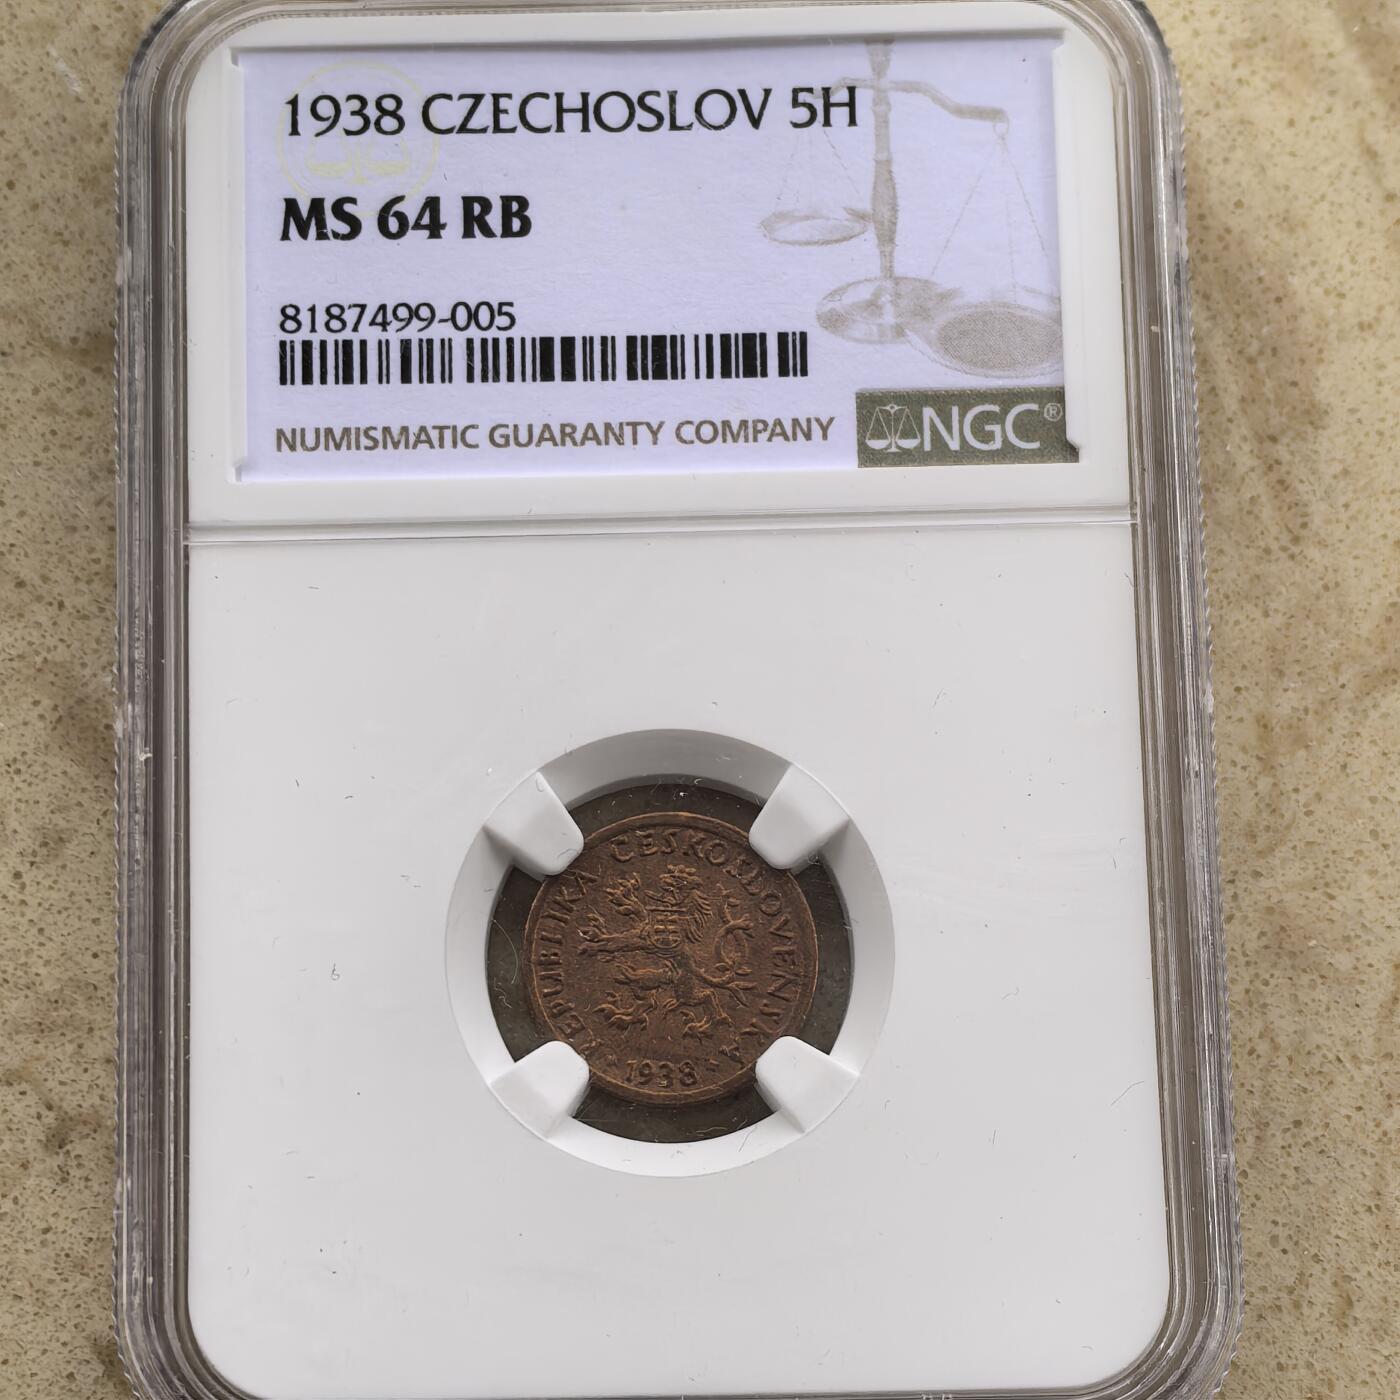 1938 CZECHOSLOV 5H
MS 64 RB
8187499-005
NUMISMATIC GUARANTY COMPANY
NGC®
REPUBLIKA ČESKOSLOVENSKÁ
1938